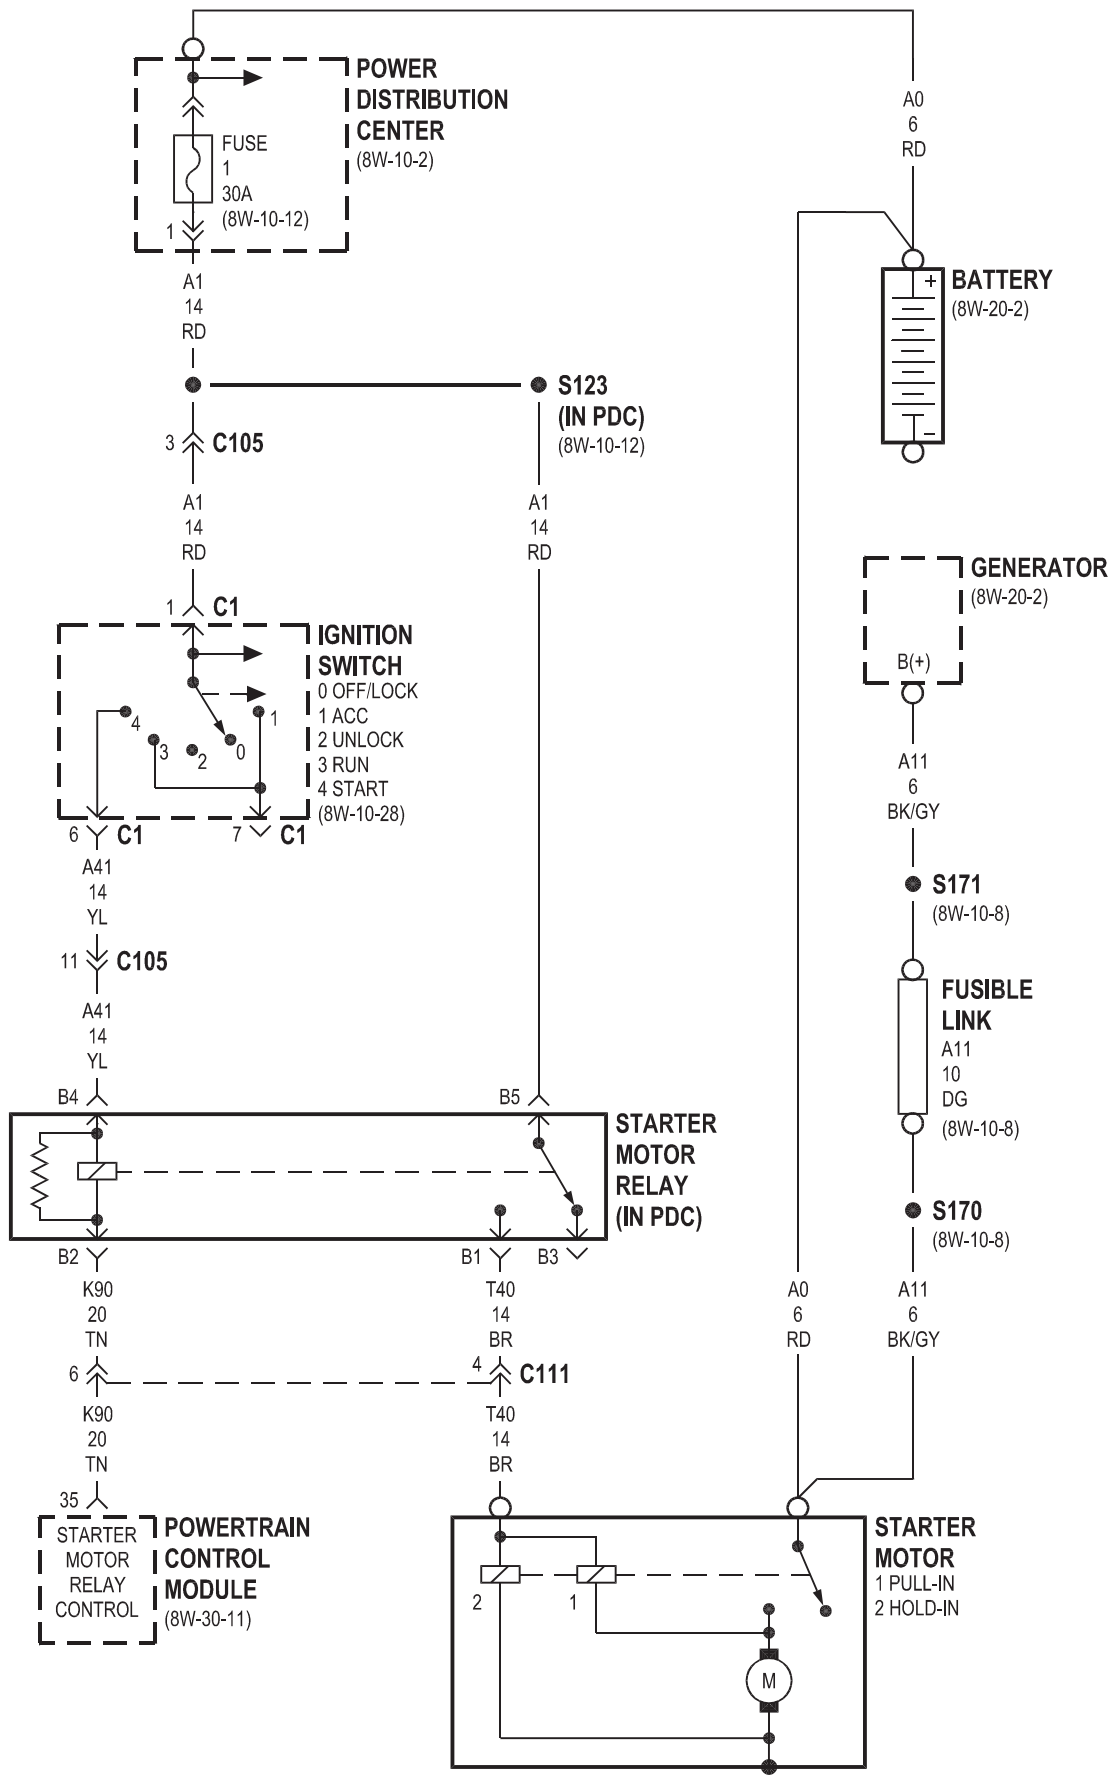 POWER
DISTRIBUTION
CENTER
(8W-10-2)
FUSE
1
30A
(8W-10-12)
1
A1
14
RD
A0
6
RD
+
BATTERY
(8W-20-2)
−
S123
(IN PDC)
(8W-10-12)
3
C105
A1
14
RD
A1
14
RD
1
C1
IGNITION
SWITCH
0 OFF/LOCK
1 ACC
2 UNLOCK
3 RUN
4 START
(8W-10-28)
4
3
2
0
1
6
C1
7
C1
GENERATOR
(8W-20-2)
B(+)
A11
6
BK/GY
S171
(8W-10-8)
A41
14
YL
11
C105
A41
14
YL
FUSIBLE
LINK
A11
10
DG
(8W-10-8)
B4
B5
STARTER
MOTOR
RELAY
(IN PDC)
B2
B1
B3
S170
(8W-10-8)
K90
20
TN
T40
14
BR
A0
6
RD
A11
6
BK/GY
6
4
C111
K90
20
TN
T40
14
BR
35
STARTER
MOTOR
RELAY
CONTROL
POWERTRAIN
CONTROL
MODULE
(8W-30-11)
STARTER
MOTOR
1 PULL-IN
2 HOLD-IN
2
1
M